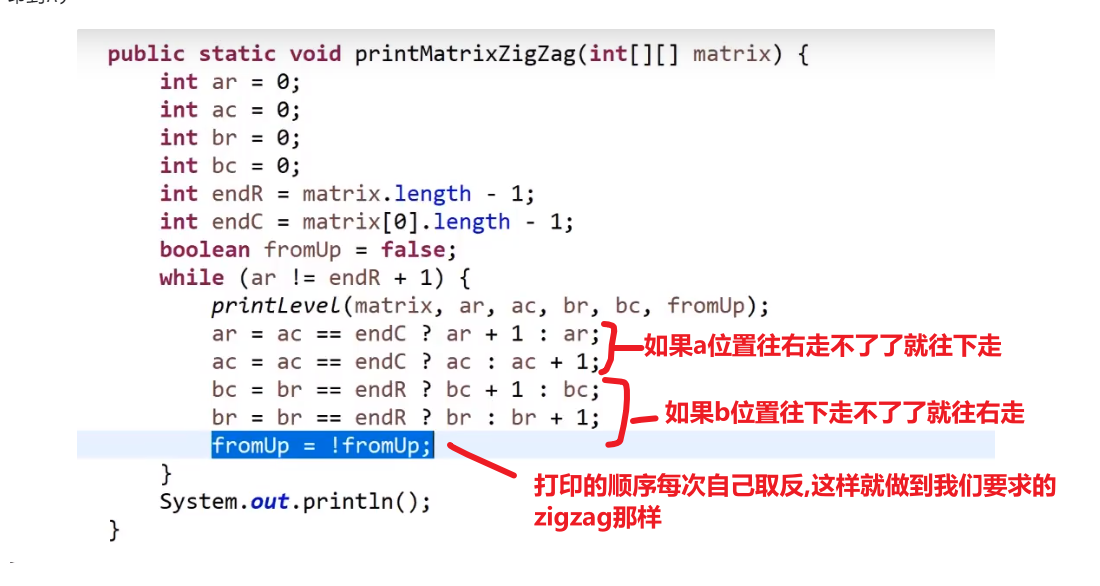 public static void printMatrixZigZag(int[][] matrix) {
int ar = 0;
int ac = 0;
int br = 0;
int bc = 0;
int endR = matrix.length - 1;
int endC = matrix[0].length - 1;
boolean fromUp = false;
while (ar != endR + 1) {
printLevel(matrix, ar, ac, br, bc, fromUp);
ar = ac == endC ? ar + 1 : ar;
如果a位置往右走不了了就往下走
ac = ac == endC ? ac : ac + 1;
bc = br == endR ? bc + 1 : bc;
如果b位置往下走不了了就往右走
br = br == endR ? br : br + 1;
fromUp = !fromUp;
}
打印的顺序每次自己取反,这样就做到我们要求的
System.out.println();
zigzag那样
}